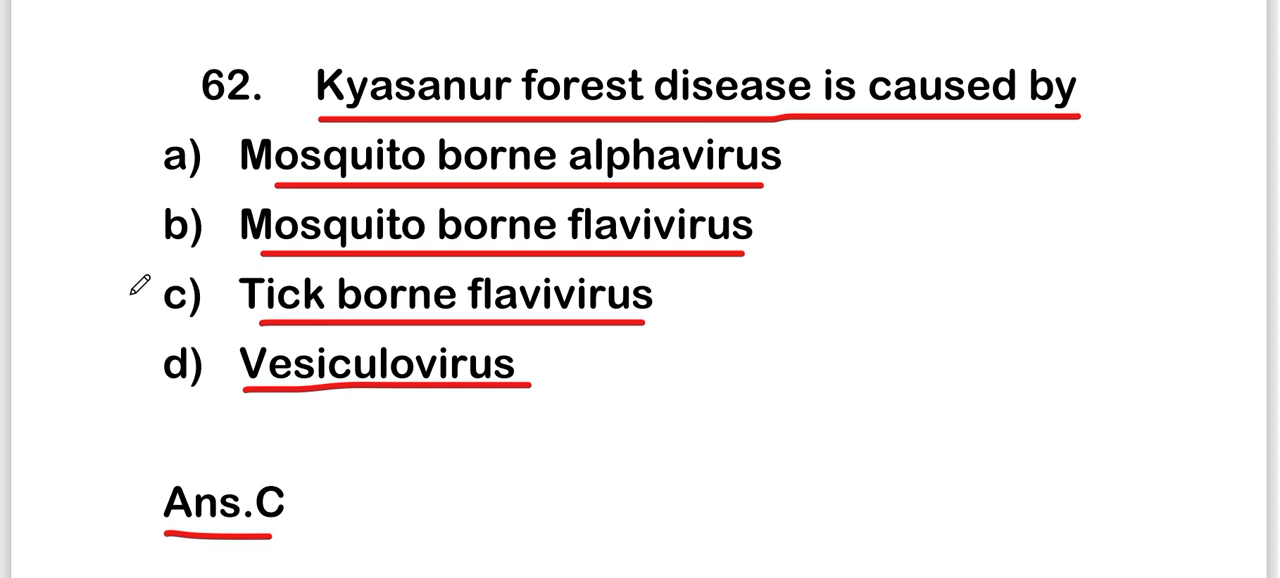 62. Kyasanur forest disease is caused by
a) Mosquito borne alphavirus
b) Mosquito borne flavivirus
c) Tick borne flavivirus
d) Vesiculovirus
Ans.C